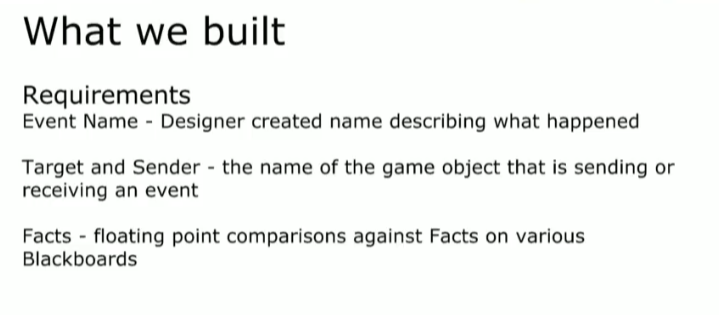 What we built
Requirements
Event Name - Designer created name describing what happened
Target and Sender - the name of the game object that is sending or
receiving an event
Facts - floating point comparisons against Facts on various
Blackboards